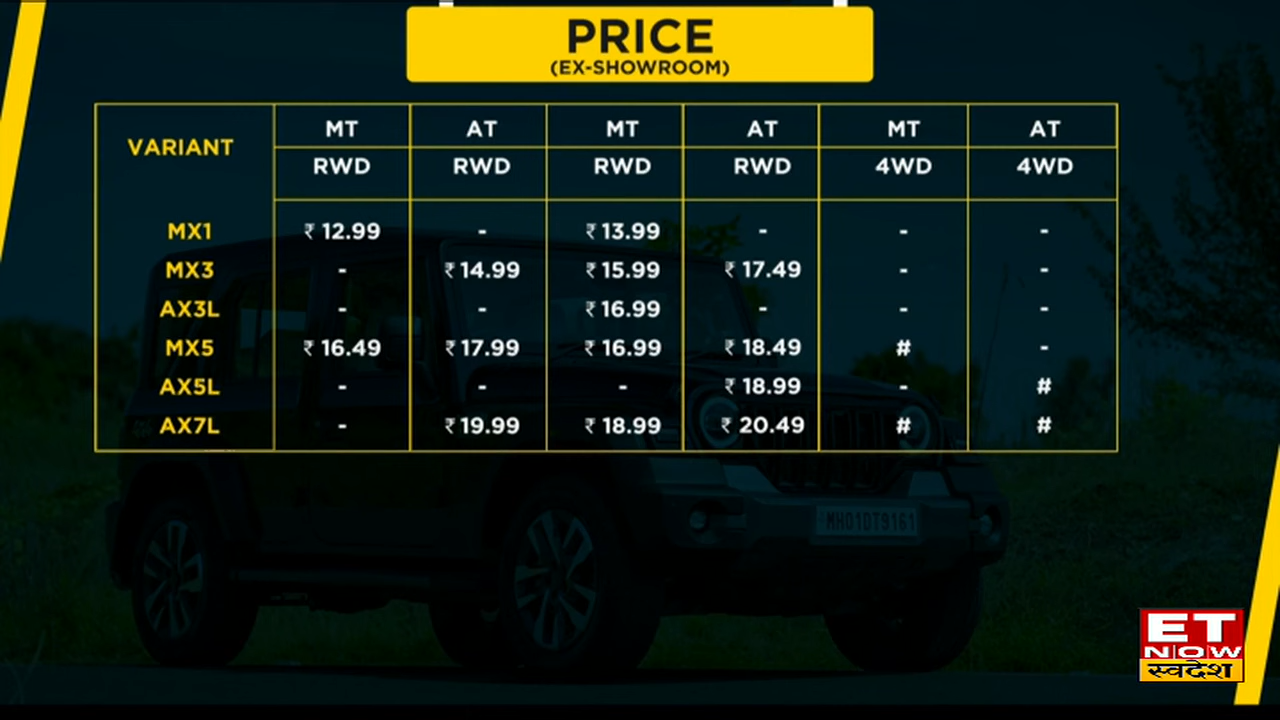 PRICE
(EX-SHOWROOM)
VARIANT MT AT MT AT MT AT
RWD RWD RWD RWD 4WD 4WD
MX1 ₹ 12.99 - ₹ 13.99 - - -
MX3 - ₹ 14.99 ₹ 15.99 ₹ 17.49 - -
AX3L - - ₹ 16.99 - - -
MX5 ₹ 16.49 ₹ 17.99 ₹ 16.99 ₹ 18.49 # -
AX5L - - - ₹ 18.99 - #
AX7L - ₹ 19.99 ₹ 18.99 ₹ 20.49 # #
MH01DT9161
ET
NOW
स्वदेश